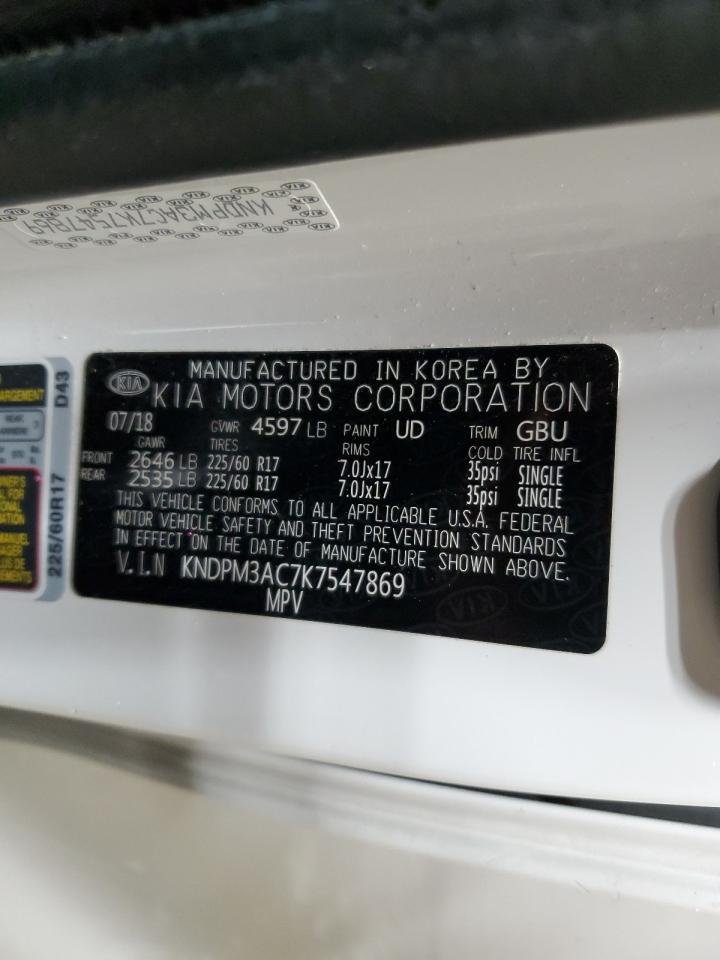 KNDPM3AC7K7547869
KIA
MANUFACTURED IN KOREA BY
KIA KIA MOTORS CORPORATION
07/18 GVWR 4597 LB PAINT UD TRIM GBU
GAWR TIRES RIMS COLD TIRE INFL
FRONT 2646 LB 225/60 R17 7.0Jx17 35psi SINGLE
REAR 2535 LB 225/60 R17 7.0Jx17 35psi SINGLE
THIS VEHICLE CONFORMS TO ALL APPLICABLE U.S.A. FEDERAL
MOTOR VEHICLE SAFETY AND THEFT PREVENTION STANDARDS
IN EFFECT ON THE DATE OF MANUFACTURE SHOWN ABOVE.
V.I.N KNDPM3AC7K7547869
MPV
D43
225/60R17
REAR